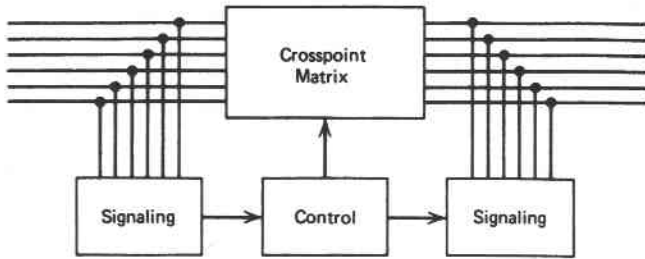 Crosspoint
Matrix
Signaling
Control
Signaling